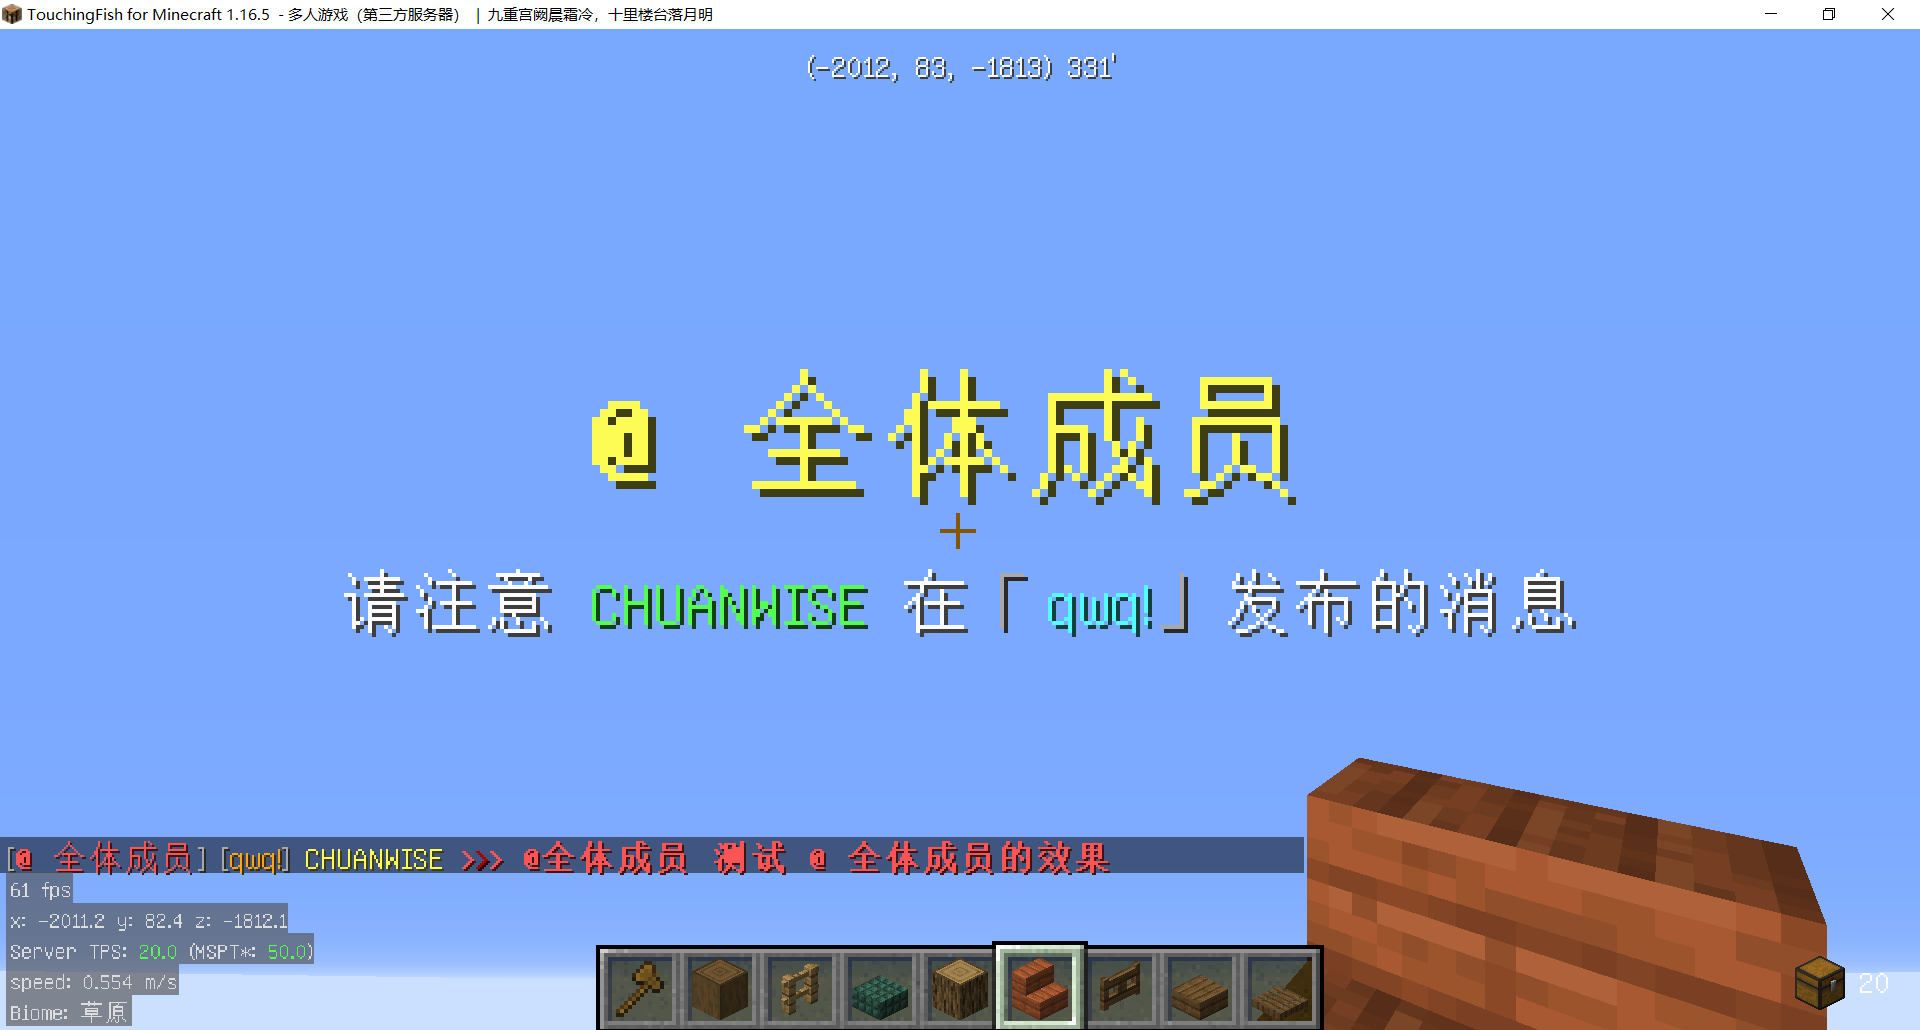 TouchingFish for Minecraft 1.16.5 - 多人游戏（第三方服务器） | 九重宫阙晨霜冷，十里楼台落月明
(-2012, 83, -1813) 331'
@ 全体成员
请注意 CHUANWISE 在「qwq!」发布的消息
[@ 全体成员] [qwq!] CHUANWISE >>> @全体成员 测试 @ 全体成员的效果
61 fps
x: -2011.2 y: 82.4 z: -1812.1
Server TPS: 20.0 (MSPT*: 50.0)
speed: 0.554 m/s
Biome: 草原
20